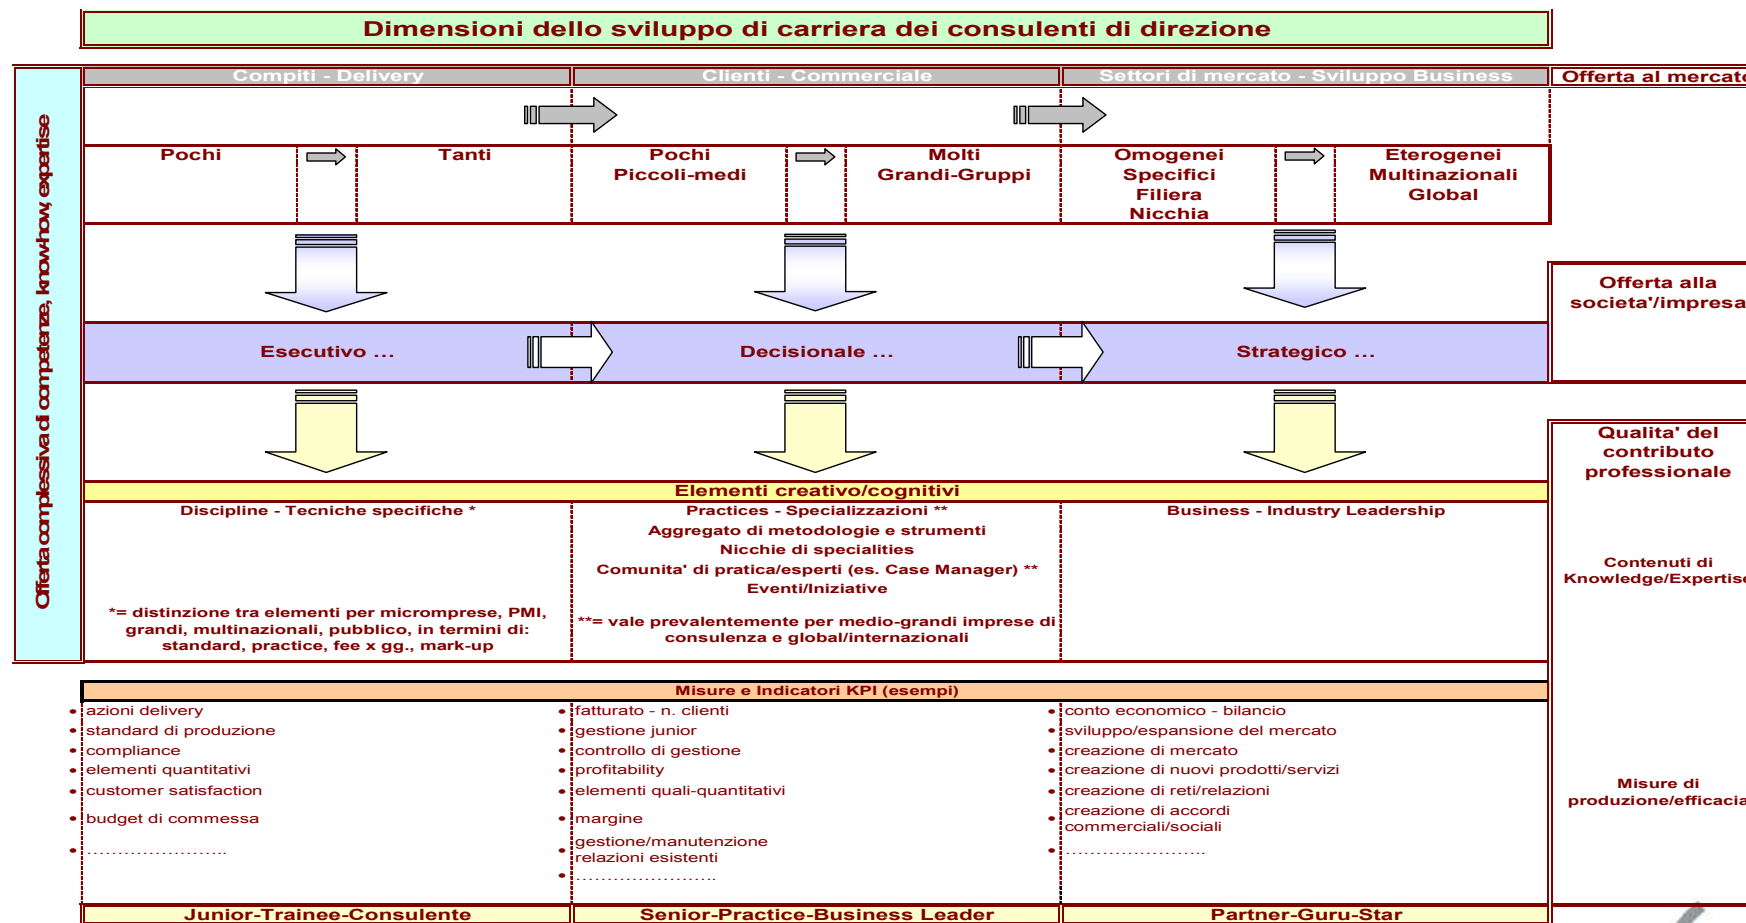 Dimensioni dello sviluppo di carriera dei consulenti di direzione
Compiti - Delivery
Clienti - Commerciale
Settori di mercato - Sviluppo Business
Offerta al mercato
Offerta complessiva di competenze, know-how, expertise
Pochi
Tanti
Pochi
Piccoli-medi
Molti
Grandi-Gruppi
Omogenei
Specifici
Filiera
Nicchia
Eterogenei
Multinazionali
Global
Offerta alla
societa'/impresa
Esecutivo ...
Decisionale ...
Strategico ...
Qualita' del
contributo
professionale
Elementi creativo/cognitivi
Discipline - Tecniche specifiche *
*= distinzione tra elementi per micromprese, PMI,
grandi, multinazionali, pubblico, in termini di:
standard, practice, fee x gg., mark-up
Practices - Specializzazioni **
Aggregato di metodologie e strumenti
Nicchie di specialities
Comunita' di pratica/esperti (es. Case Manager) **
Eventi/Iniziative
**= vale prevalentemente per medio-grandi imprese di
consulenza e global/internazionali
Business - Industry Leadership
Contenuti di
Knowledge/Expertise
Misure e Indicatori KPI (esempi)
• azioni delivery
• standard di produzione
• compliance
• elementi quantitativi
• customer satisfaction
• budget di commessa
• …………………..
• fatturato - n. clienti
• gestione junior
• controllo di gestione
• profitability
• elementi quali-quantitativi
• margine
• gestione/manutenzione
relazioni esistenti
• …………………..
• conto economico - bilancio
• sviluppo/espansione del mercato
• creazione di mercato
• creazione di nuovi prodotti/servizi
• creazione di reti/relazioni
• creazione di accordi
commerciali/sociali
• …………………..
Misure di
produzione/efficacia
Junior-Trainee-Consulente
Senior-Practice-Business Leader
Partner-Guru-Star